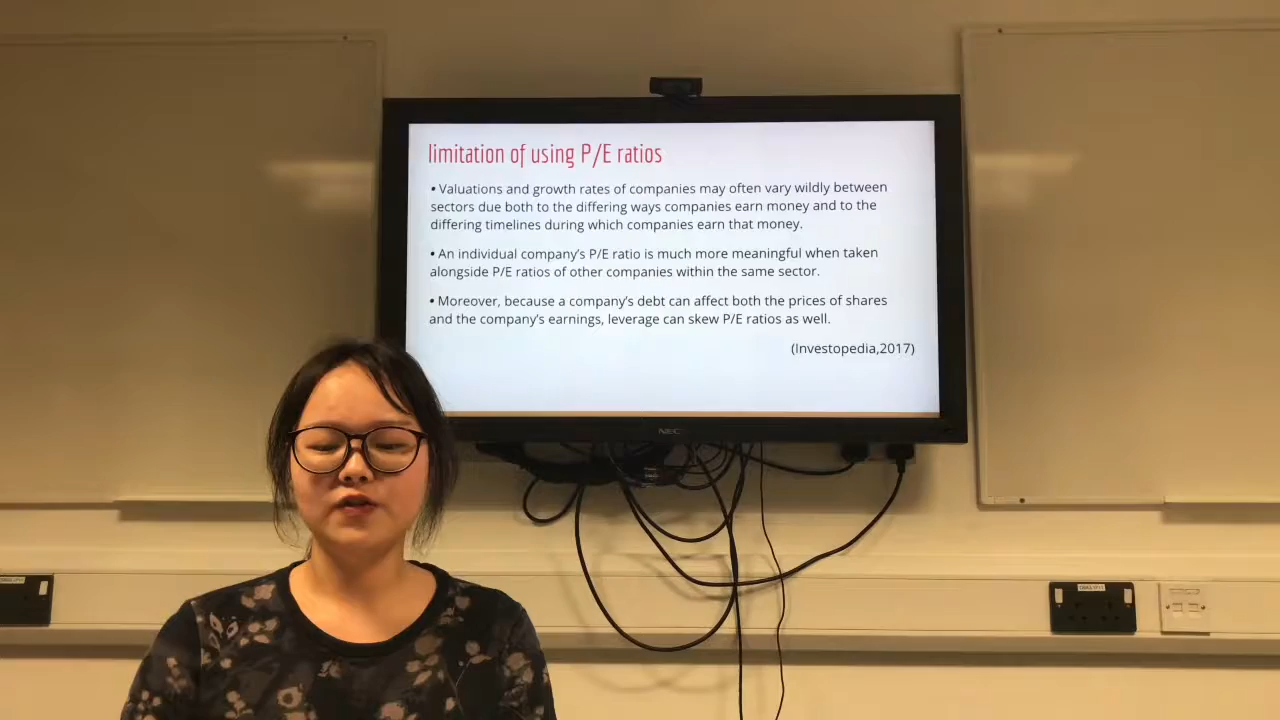 limitation of using P/E ratios
• Valuations and growth rates of companies may often vary wildly between
sectors due both to the differing ways companies earn money and to the
differing timelines during which companies earn that money.
• An individual company's P/E ratio is much more meaningful when taken
alongside P/E ratios of other companies within the same sector.
• Moreover, because a company's debt can affect both the prices of shares
and the company's earnings, leverage can skew P/E ratios as well.
(Investopedia,2017)
NEC